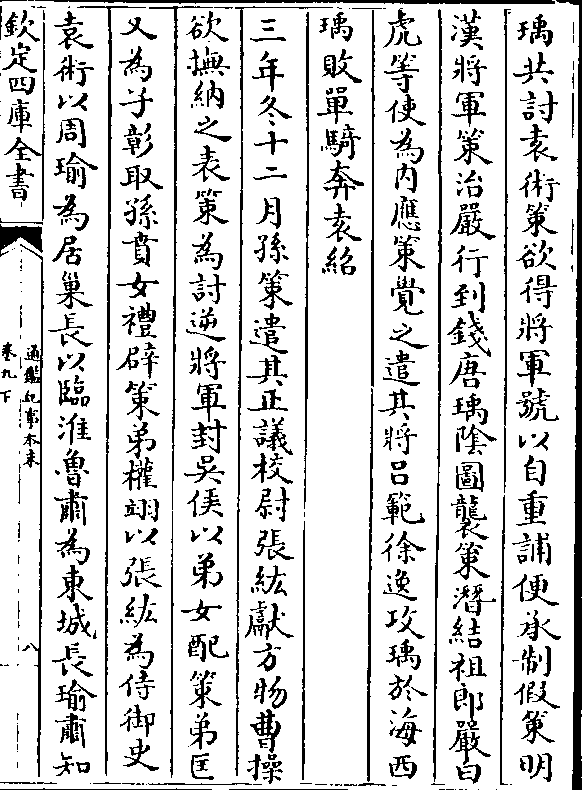 瑀共討袁術策欲得將軍號以自重誧便承制假策明
漢將軍策治嚴行到錢唐瑀陰圖襲策潛結祖郎嚴白
虎等使為內應策覺之遣其將呂範徐逸攻瑀於海西
瑀敗單騎奔袁紹
三年冬十二月孫策遣其正議校尉張紘獻方物曹操
欲撫納之表策為討逆將軍封吳侯以弟女配策弟匡
又為子彰取孫賁女禮辟策弟權翊以張紘為侍御史
袁術以周瑜為居巢長以臨淮魯肅為東城長瑜肅知
欽定四庫全書
通鑑紀事本末
卷九下
八